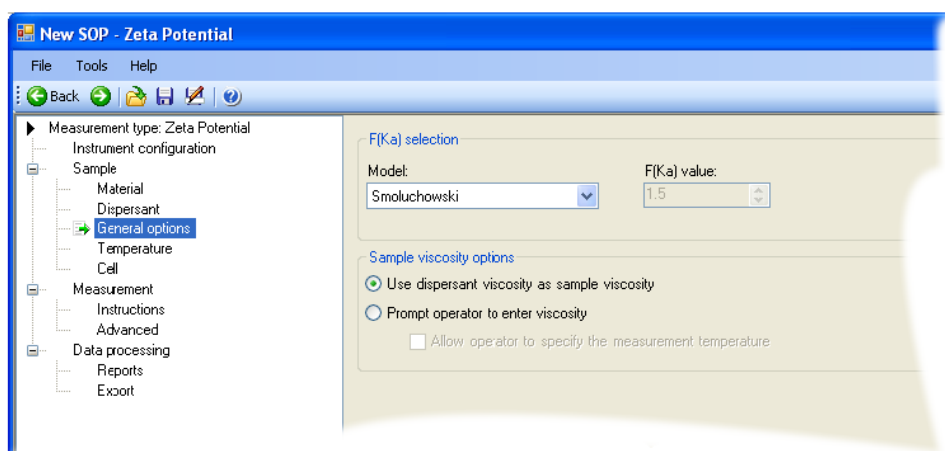 New SOP - Zeta Potential
File Tools Help
Back
Measurement type: Zeta Potential
Instrument configuration
Sample
Material
Dispersant
General options
Temperature
Cell
Measurement
Instructions
Advanced
Data processing
Reports
Export
F(Ka) selection
Model: F(Ka) value:
Smoluchowski 1.5
Sample viscosity options
Use dispersant viscosity as sample viscosity
Prompt operator to enter viscosity
Allow operator to specify the measurement temperature